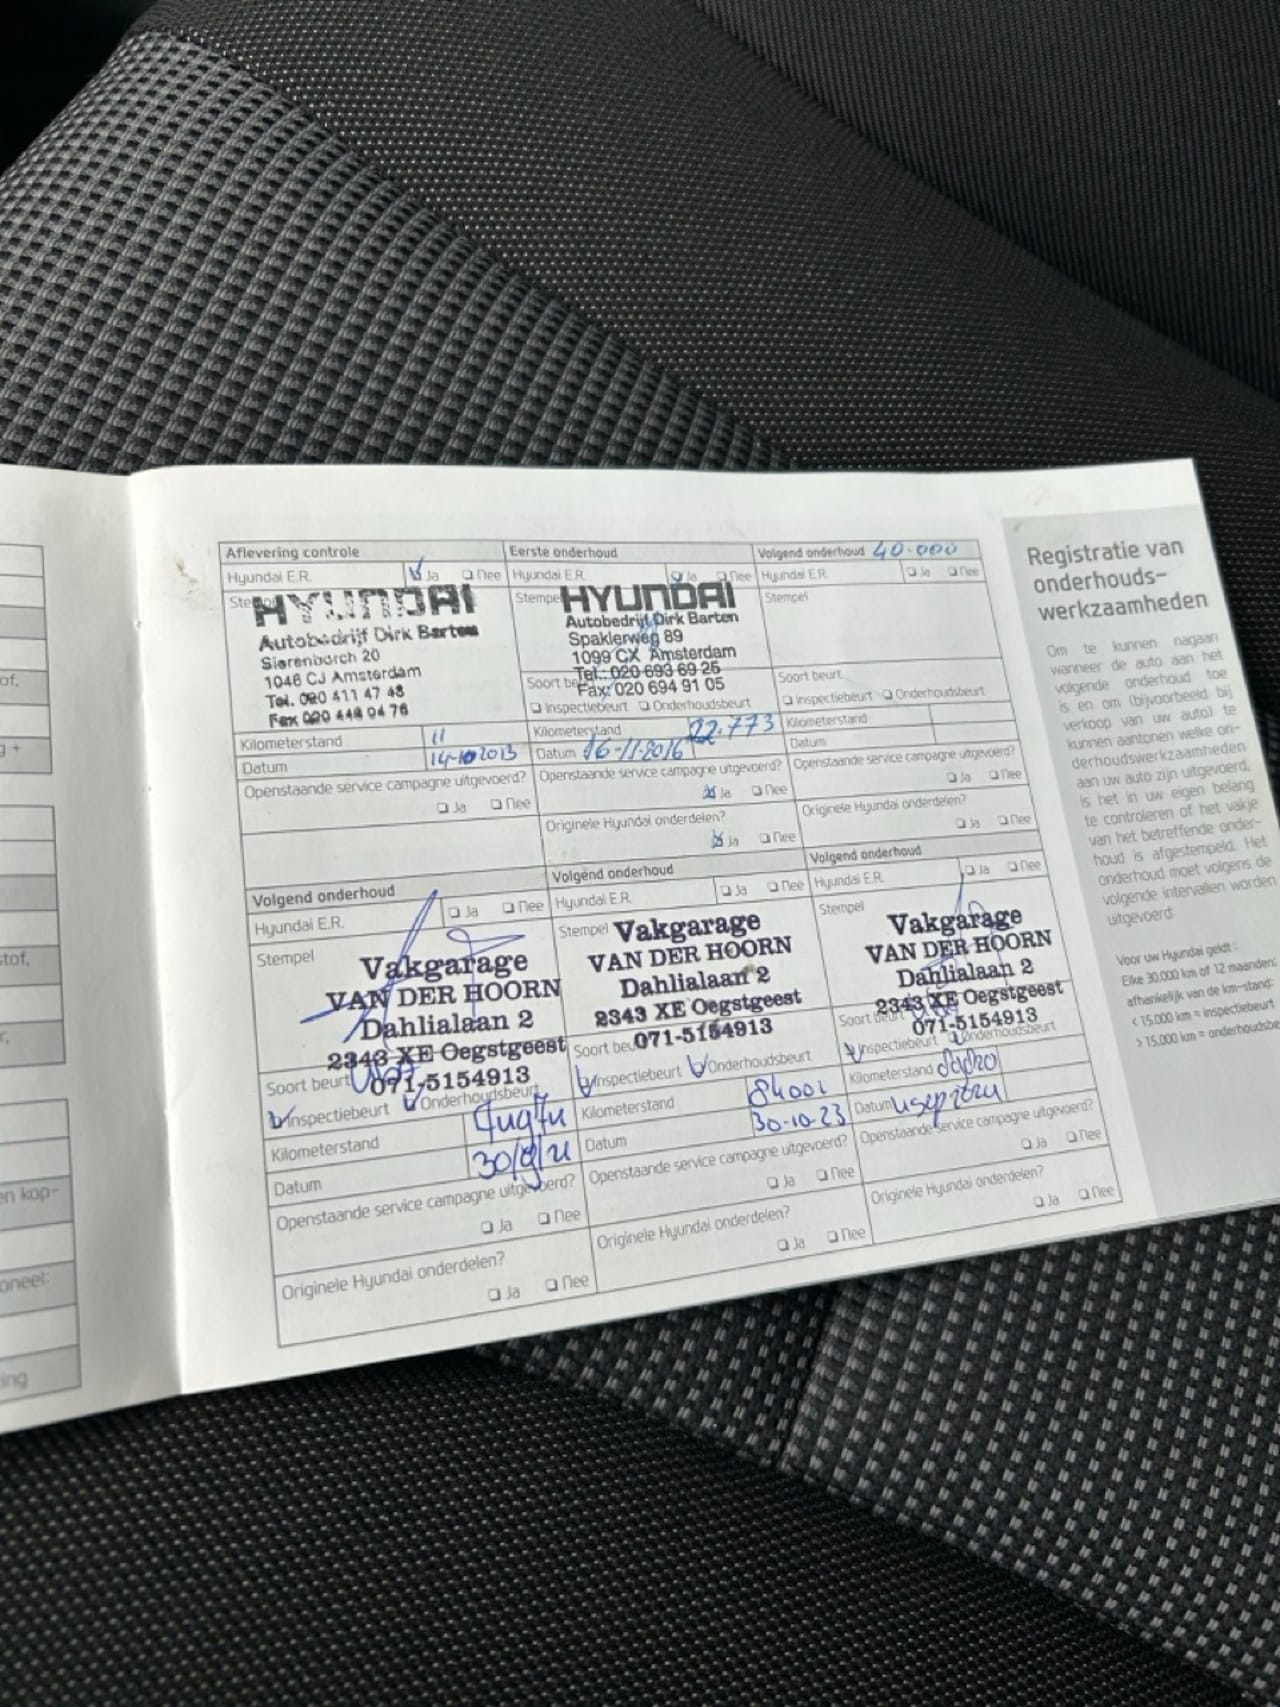 Aflevering controle
Hyundai E.R. Ja Nee
HYUNDAI
Autobedrijf Dirk Barten
Sierenborch 20
1046 CJ Amsterdam
Tel. 020 411 47 48
Fax 020 448 04 76
Kilometerstand 11
Datum 14-10 2013
Openstaande service campagne uitgevoerd?
Ja Nee
Eerste onderhoud
Hyundai E.R. Ja Nee
Stempel HYUNDAI
Autobedrijf Dirk Barten
Spaklerweg 89
1099 CX Amsterdam
Tel.: 020 693 69 25
Fax: 020 694 91 05
Inspectiebeurt Onderhoudsbeurt
Kilometerstand 22.773
Datum 16-11-2016
Openstaande service campagne uitgevoerd?
Ja Nee
Originele Hyundai onderdelen?
Ja Nee
Volgend onderhoud 40.000
Hyundai E.R. Ja Nee
Stempel
Soort beurt
Inspectiebeurt Onderhoudsbeurt
Kilometerstand
Datum
Openstaande service campagne uitgevoerd?
Ja Nee
Originele Hyundai onderdelen?
Ja Nee
Volgend onderhoud
Hyundai E.R. Ja Nee
Stempel
Vakgarage
VAN DER HOORN
Dahlialaan 2
2343 XE Oegstgeest
Soort beurt 071-5154913
Inspectiebeurt Onderhoudsbeurt
Kilometerstand
Datum
Openstaande service campagne uitgevoerd?
Ja Nee
Originele Hyundai onderdelen?
Ja Nee
Volgend onderhoud
Hyundai E.R. Ja Nee
Stempel Vakgarage
VAN DER HOORN
Dahlialaan 2
2343 XE Oegstgeest
071-5154913
Inspectiebeurt Onderhoudsbeurt
Kilometerstand 84001
Datum 30-10-23
Openstaande service campagne uitgevoerd?
Ja Nee
Originele Hyundai onderdelen?
Ja Nee
Volgend onderhoud
Hyundai E.R. Ja Nee
Stempel
Vakgarage
VAN DER HOORN
Dahlialaan 2
2343 XE Oegstgeest
Soort beurt 071-5154913
Inspectiebeurt Onderhoudsbeurt
Kilometerstand
Datum
Openstaande service campagne uitgevoerd?
Ja Nee
Originele Hyundai onderdelen?
Ja Nee
Registratie van
onderhouds-
werkzaamheden
Om te kunnen nagaan
wanneer de auto aan het
volgende onderhoud toe
is en om (bijvoorbeeld bij
verkoop van uw auto) te
kunnen aantonen welke on-
derhoudswerkzaamheden
aan uw auto zijn uitgevoerd,
is het in uw eigen belang
te controleren of het vakje
van het betreffende onder-
houd is afgestempeld. Het
onderhoud moet volgens de
volgende intervallen worden
uitgevoerd:
Voor uw Hyundai geldt :
Elke 30.000 km of 12 maanden;
afhankelijk van de km-stand:
< 15.000 km = inspectiebeurt
> 15.000 km = onderhoudsbe